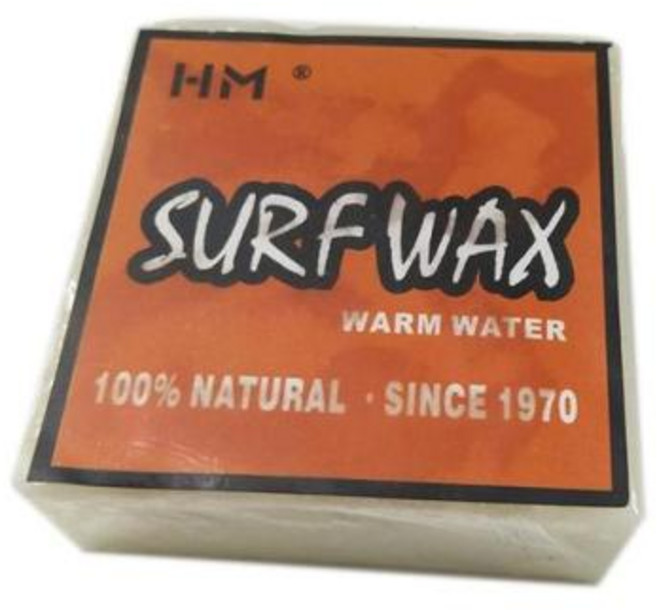 HM ®
SURF WAX
WARM WATER
100% NATURAL · SINCE 1970